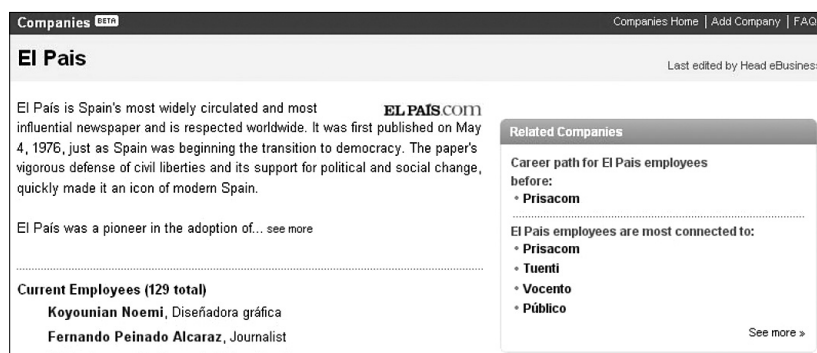 Companies BETA
Companies Home | Add Company | FAQ
El Pais
Last edited by Head eBusiness
El País is Spain's most widely circulated and most
EL PAÍS.com
influential newspaper and is respected worldwide. It was first published on May
4, 1976, just as Spain was beginning the transition to democracy. The paper's
vigorous defense of civil liberties and its support for political and social change,
quickly made it an icon of modern Spain.
El País was a pioneer in the adoption of... see more
Current Employees (129 total)
Koyounian Noemi, Diseñadora gráfica
Fernando Peinado Alcaraz, Journalist
Related Companies
Career path for El Pais employees
before:
• Prisacom
El Pais employees are most connected to:
• Prisacom
• Tuenti
• Vocento
• Público
See more »